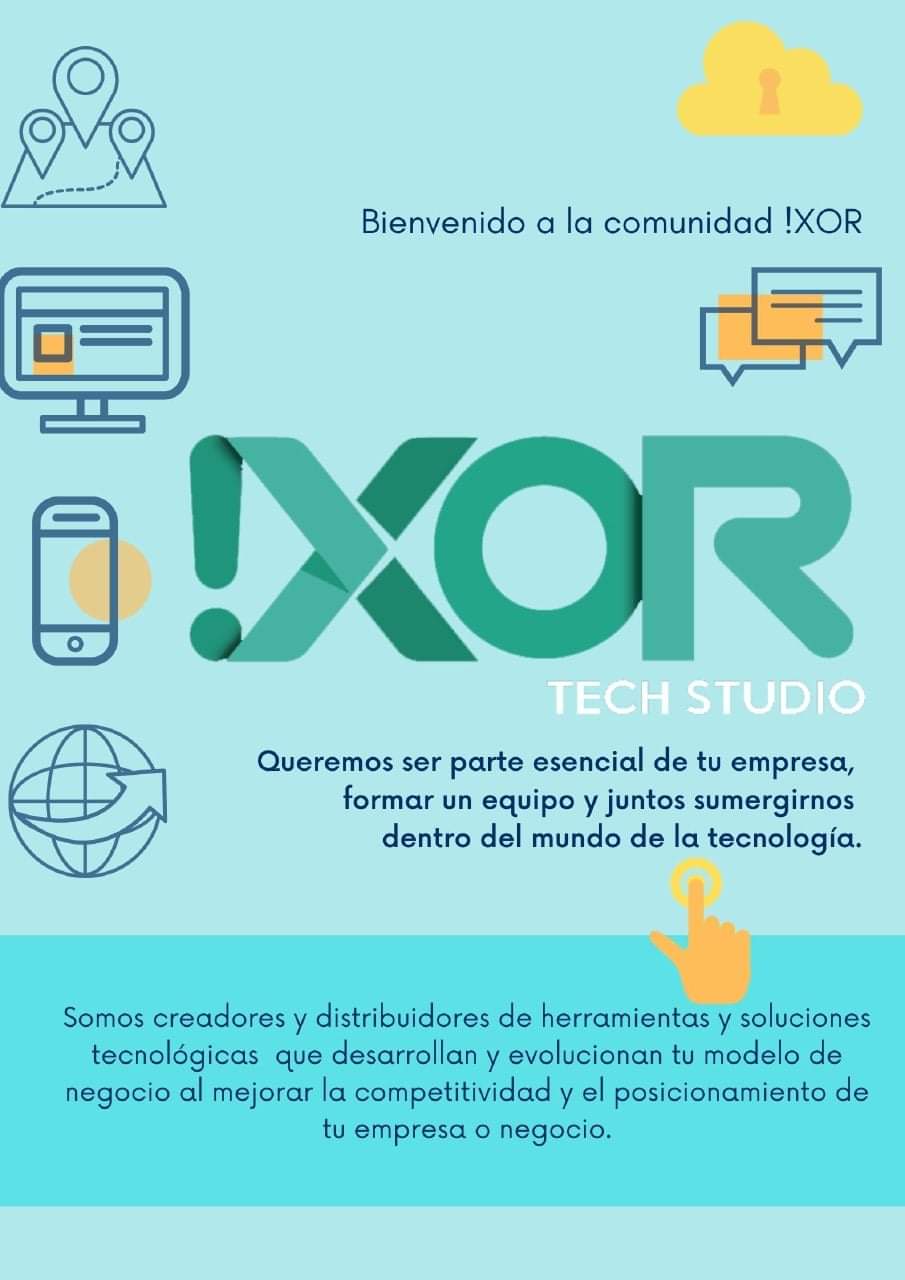 Bienvenido a la comunidad !XOR
!XOR
TECH STUDIO
Queremos ser parte esencial de tu empresa,
formar un equipo y juntos sumergirnos
dentro del mundo de la tecnología.
Somos creadores y distribuidores de herramientas y soluciones
tecnológicas que desarrollan y evolucionan tu modelo de
negocio al mejorar la competitividad y el posicionamiento de
tu empresa o negocio.